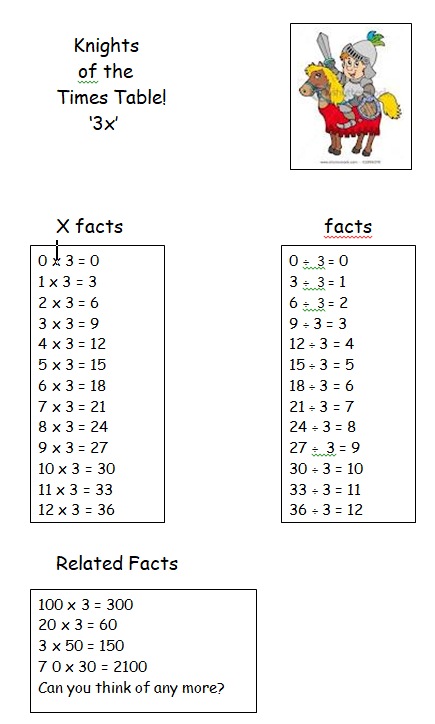 Knights
of the
Times Table!
‘3x’
X facts
0 x 3 = 0
1 x 3 = 3
2 x 3 = 6
3 x 3 = 9
4 x 3 = 12
5 x 3 = 15
6 x 3 = 18
7 x 3 = 21
8 x 3 = 24
9 x 3 = 27
10 x 3 = 30
11 x 3 = 33
12 x 3 = 36
facts
0 ÷ 3 = 0
3 ÷ 3 = 1
6 ÷ 3 = 2
9 ÷ 3 = 3
12 ÷ 3 = 4
15 ÷ 3 = 5
18 ÷ 3 = 6
21 ÷ 3 = 7
24 ÷ 3 = 8
27 ÷ 3 = 9
30 ÷ 3 = 10
33 ÷ 3 = 11
36 ÷ 3 = 12
Related Facts
100 x 3 = 300
20 x 3 = 60
3 x 50 = 150
7 0 x 30 = 2100
Can you think of any more?